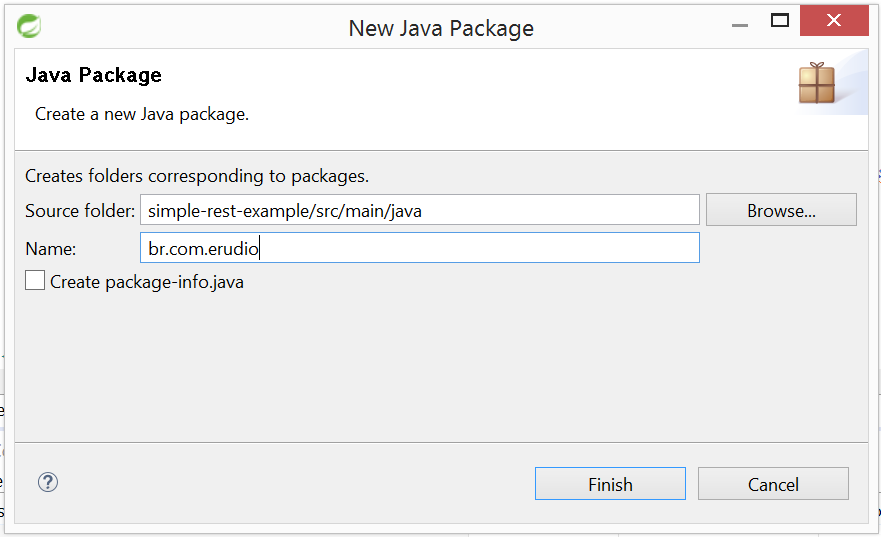 New Java Package
Java Package
Create a new Java package.
Creates folders corresponding to packages.
Source folder: simple-rest-example/src/main/java Browse...
Name: br.com.erudio
Create package-info.java
? Finish Cancel